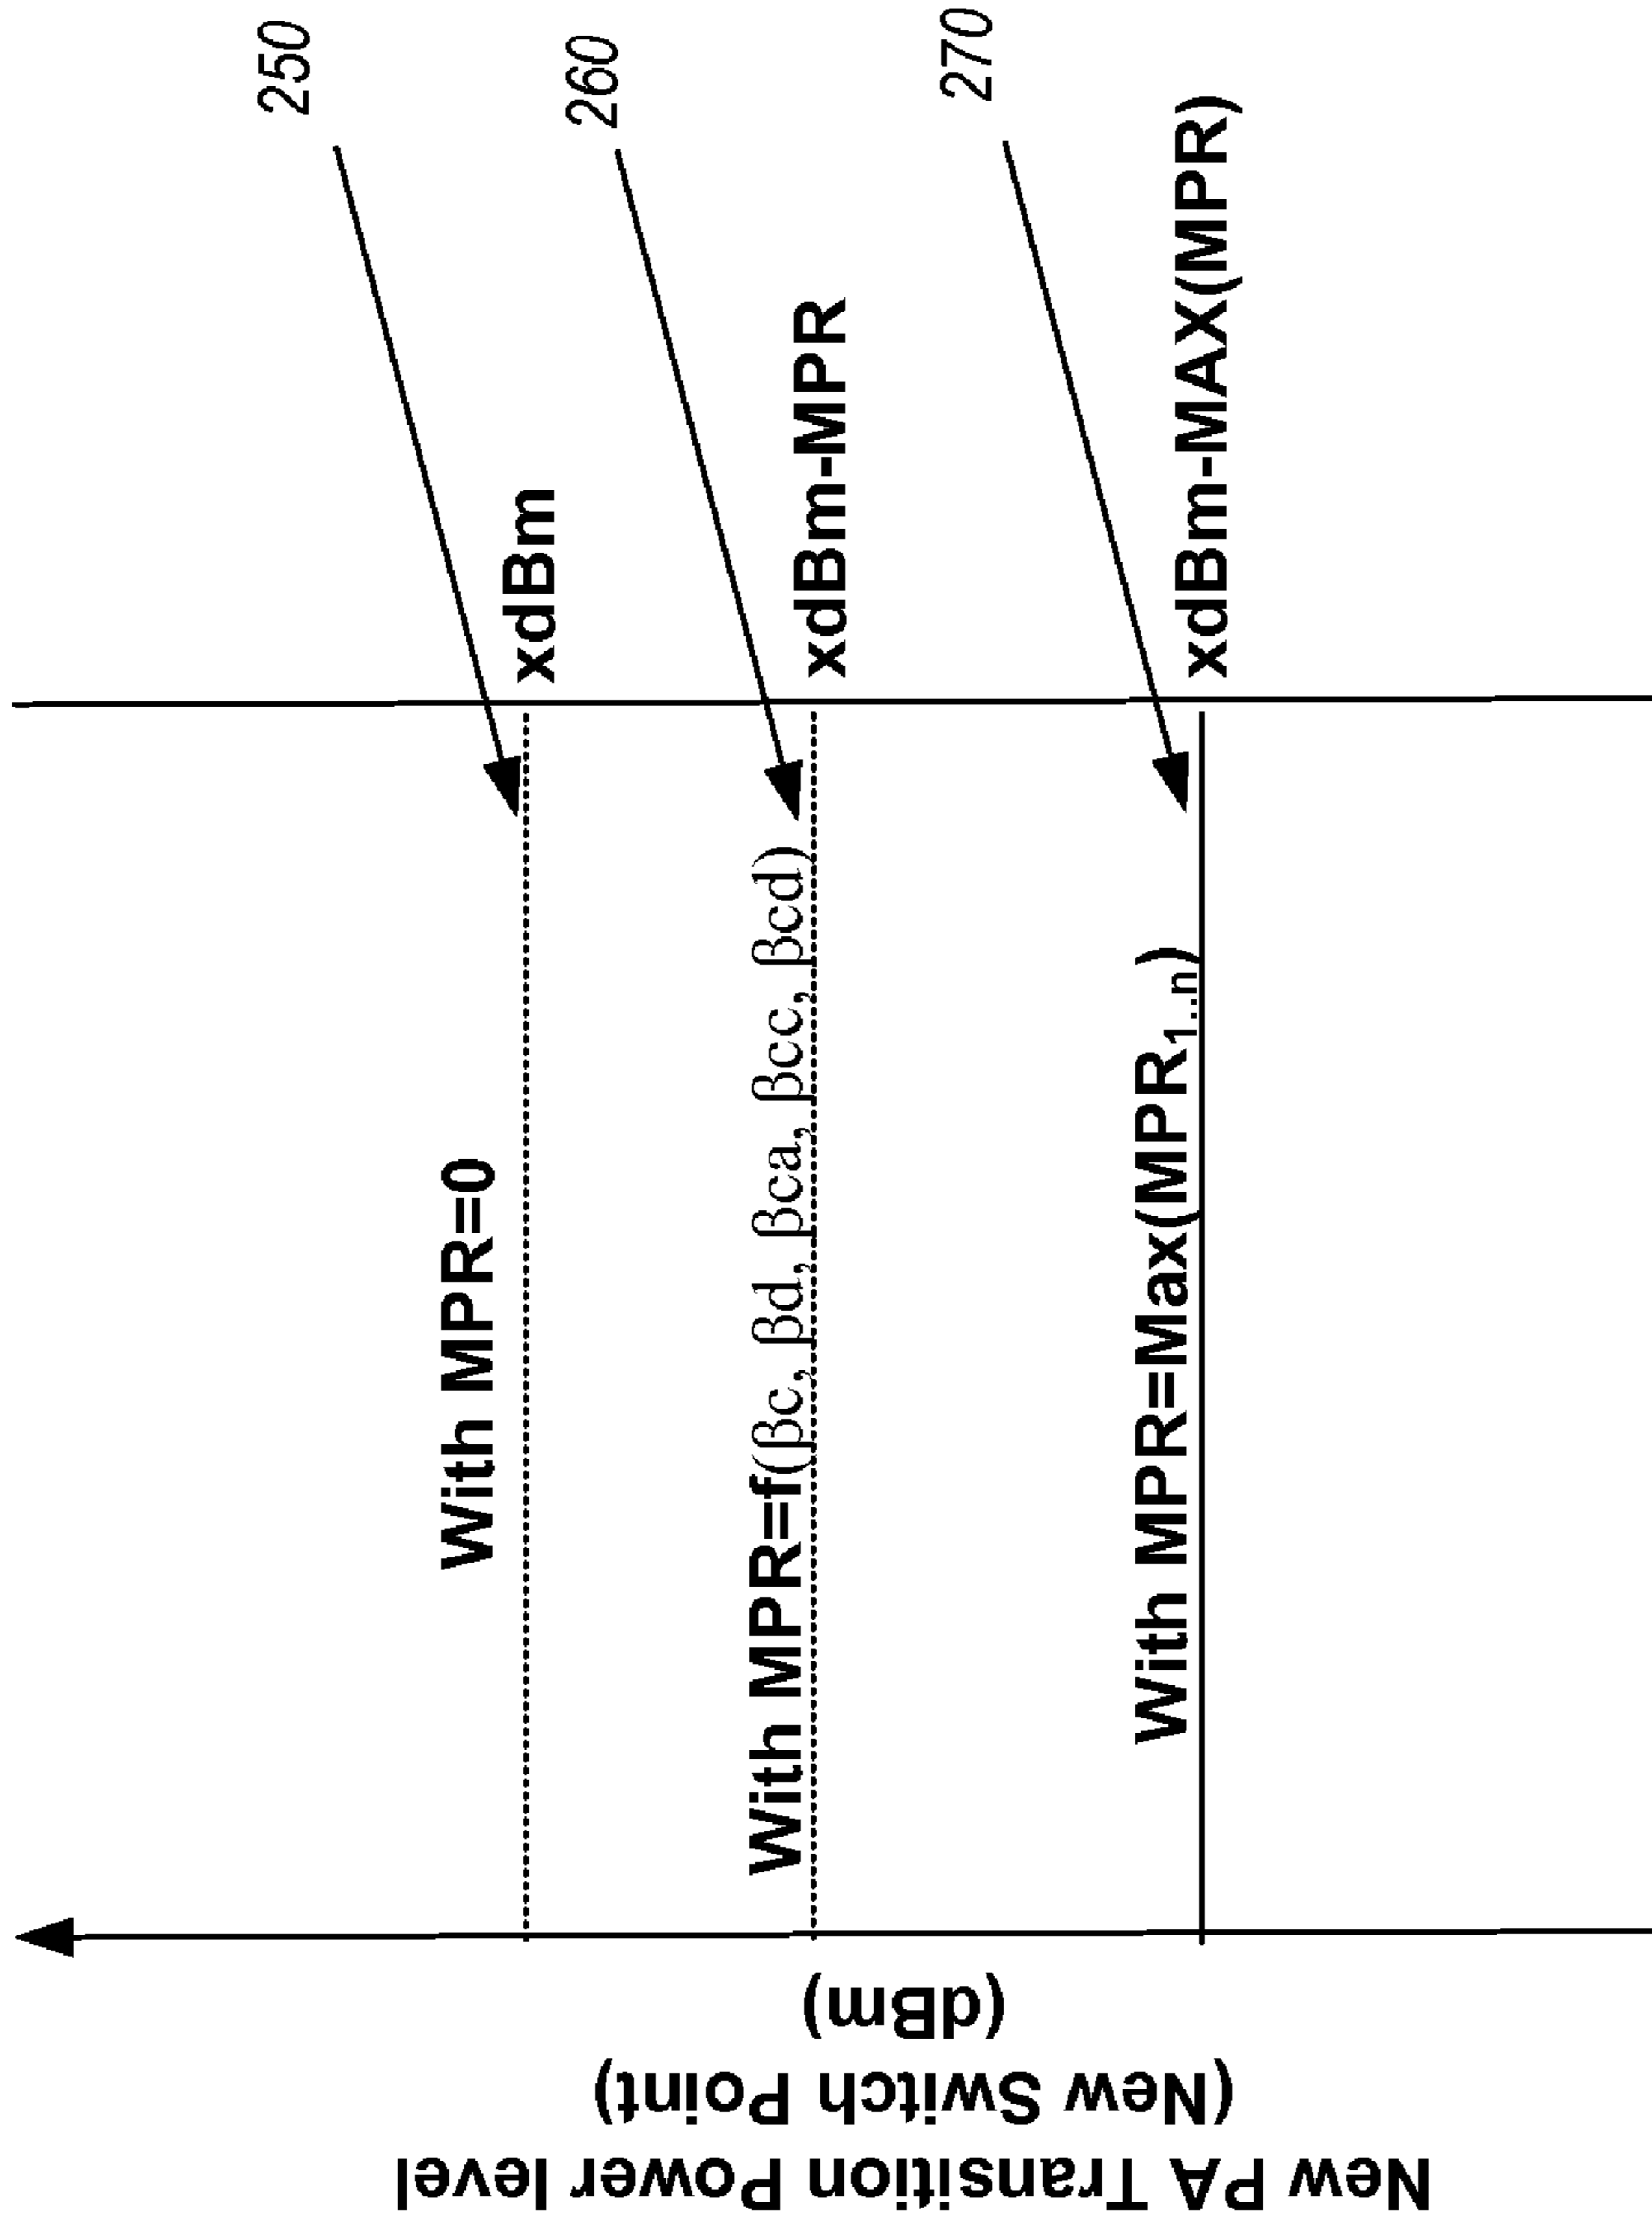 New PA Transition Power level
(New Switch Point)
(dBm)
With MPR=0
xdBm
250
With MPR=f(βc, βd, βca, βcc, βcd)
xdBm-MPR
260
With MPR=Max(MPR1..n)
xdBm-MAX(MPR)
270